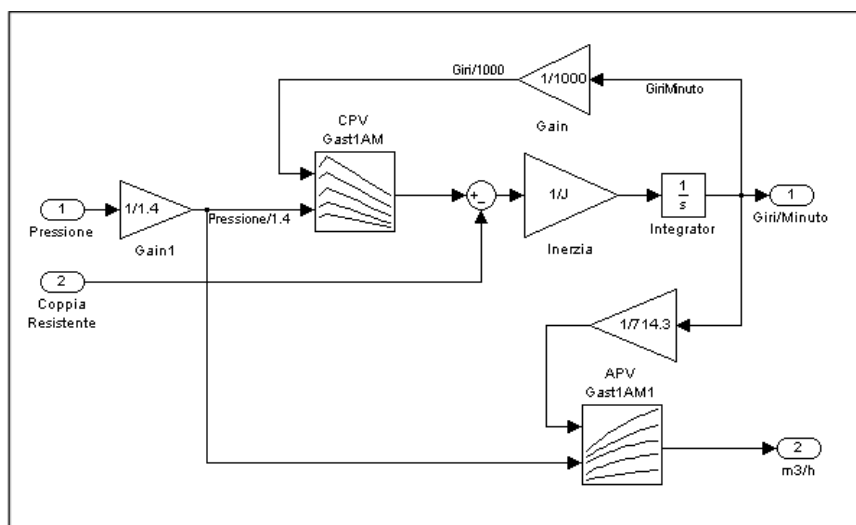 Giri/1000
1/1000
GiriMinuto
Gain
CPV
Gast1AM
1
Pressione
1/1.4
Gain1
Pressione/1.4
+
−
1/J
Inerzia
1
s
Integrator
1
Giri/Minuto
2
Coppia
Resistente
1/714.3
APV
Gast1AM1
2
m3/h